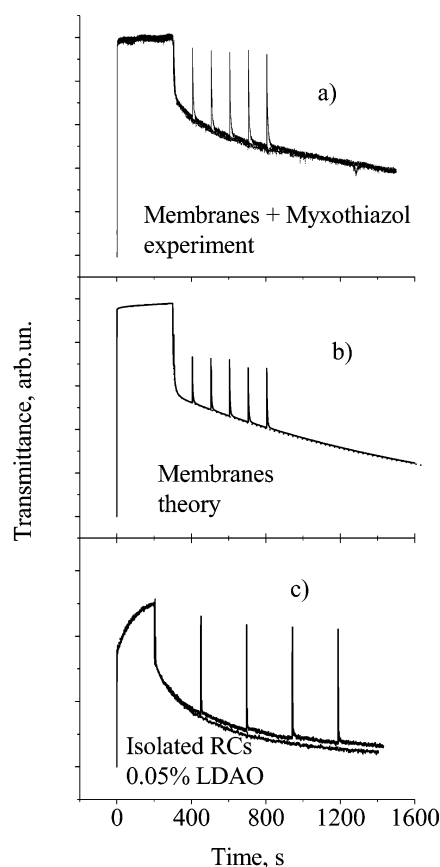 a)
Membranes + Myxothiazol
experiment
Transmittance, arb.un.
b)
Membranes
theory
c)
Isolated RCs
0.05% LDAO
0 400 800 1200 1600
Time, s